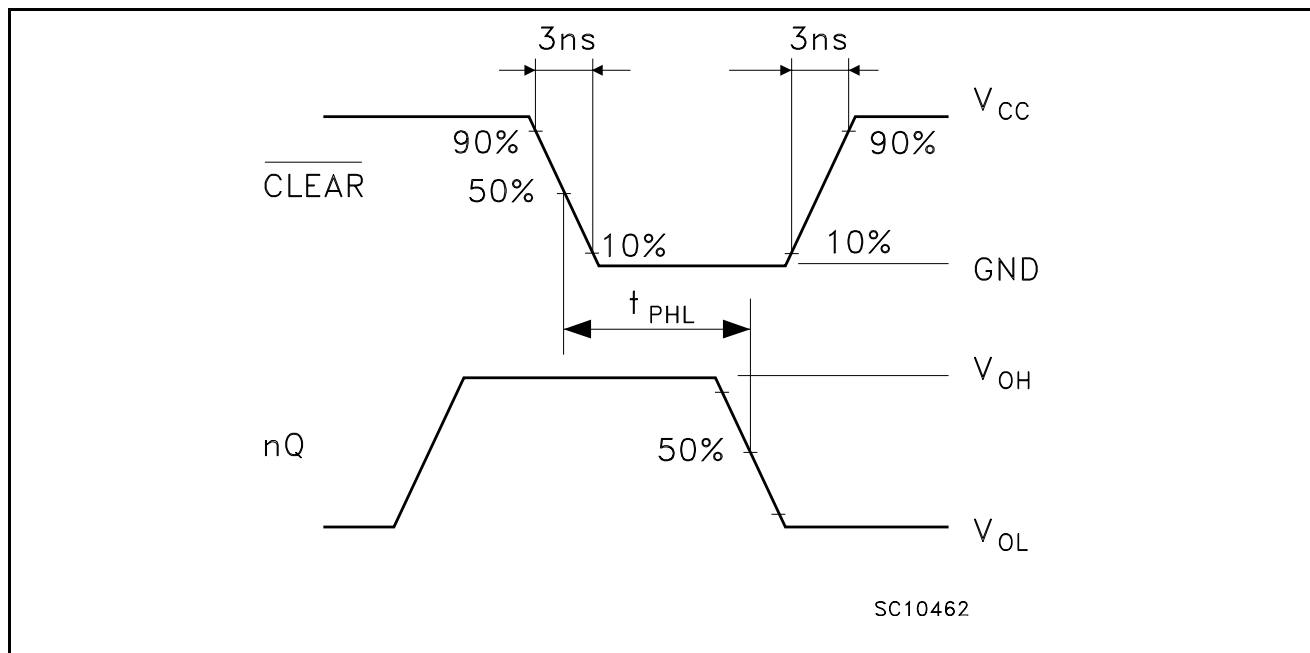 3ns 3ns
V CC
90% 90%
CLEAR
50%
10% 10%
GND
t PHL
V OH
nQ
50%
V OL
SC10462